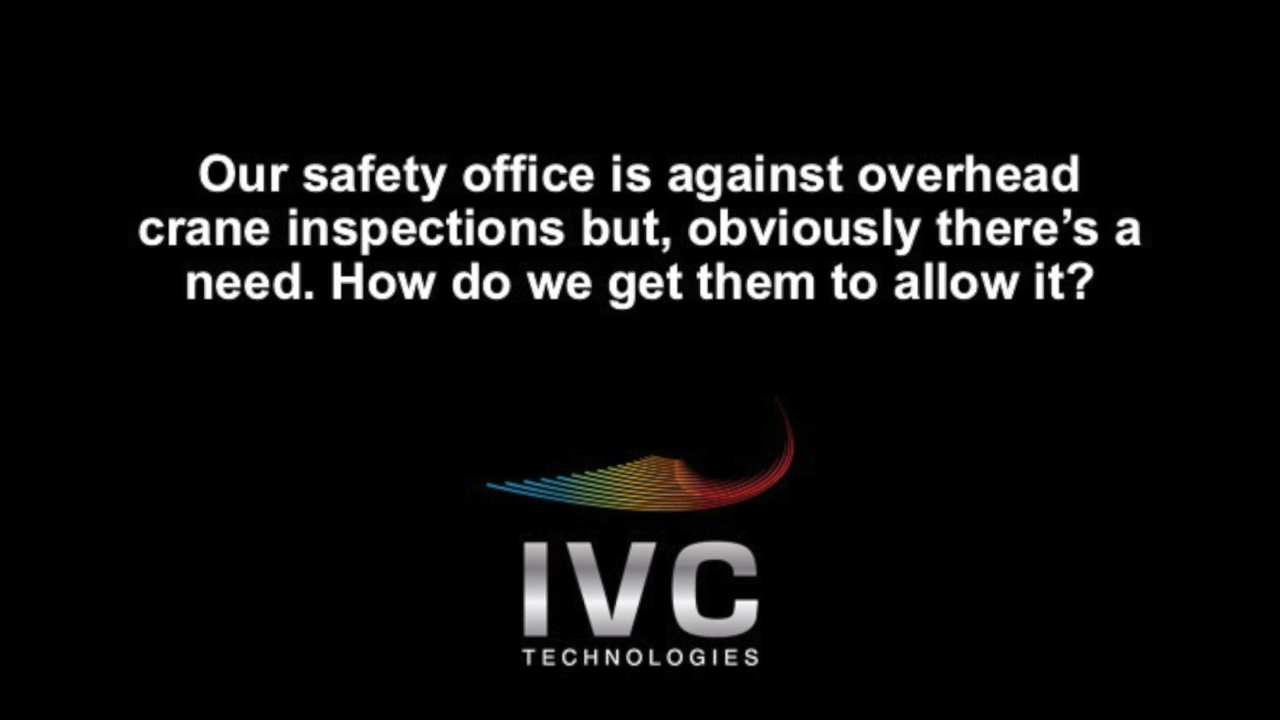 Our safety office is against overhead
crane inspections but, obviously there’s a
need. How do we get them to allow it?
IVC
TECHNOLOGIES